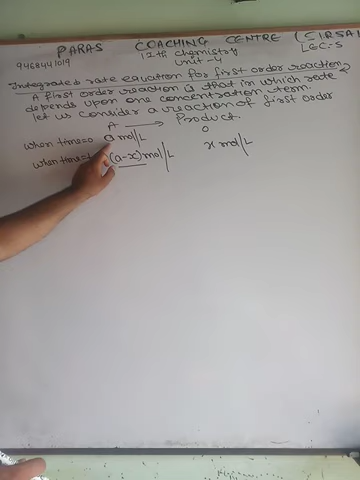 PARAS COACHING CENTRE (SIRSA)
9468441019 12th chemistry LEC:5
Unit-4
Integrated rate equation for first order reaction:
A first order reaction is that in which rate
depends upon one concentration term.
let us consider a reaction of first order
A → Product
when time=0 a mol/L 0
when time=t (a-x) mol/L x mol/L